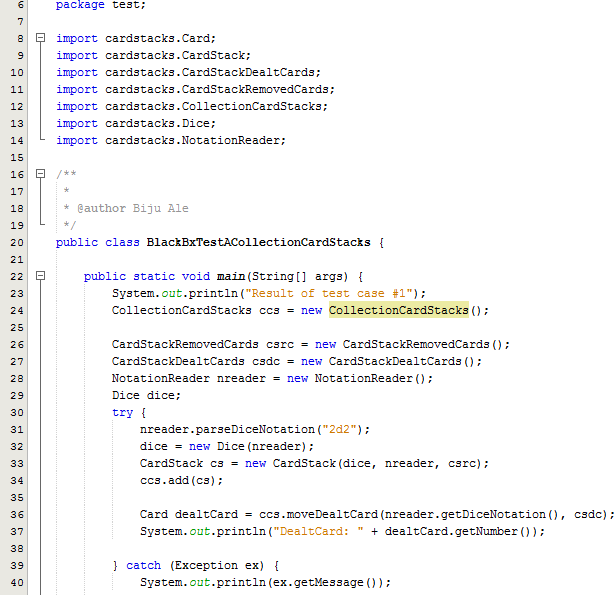 6 package test;
7
8 import cardstacks.Card;
9 import cardstacks.CardStack;
10 import cardstacks.CardStackDealtCards;
11 import cardstacks.CardStackRemovedCards;
12 import cardstacks.CollectionCardStacks;
13 import cardstacks.Dice;
14 import cardstacks.NotationReader;
15
16 /**
17 *
18 * @author Biju Ale
19 */
20 public class BlackBxTestACollectionCardStacks {
21
22 public static void main(String[] args) {
23 System.out.println("Result of test case #1");
24 CollectionCardStacks ccs = new CollectionCardStacks();
25
26 CardStackRemovedCards csrc = new CardStackRemovedCards();
27 CardStackDealtCards csdc = new CardStackDealtCards();
28 NotationReader nreader = new NotationReader();
29 Dice dice;
30 try {
31 nreader.parseDiceNotation("2d2");
32 dice = new Dice(nreader);
33 CardStack cs = new CardStack(dice, nreader, csrc);
34 ccs.add(cs);
35
36 Card dealtCard = ccs.moveDealtCard(nreader.getDiceNotation(), csdc);
37 System.out.println("DealtCard: " + dealtCard.getNumber());
38
39 } catch (Exception ex) {
40 System.out.println(ex.getMessage());